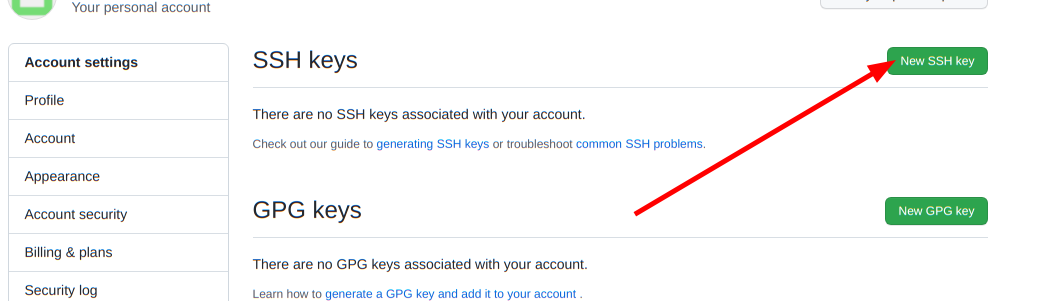 Your personal account
Account settings
Profile
Account
Appearance
Account security
Billing & plans
Security log
SSH keys
New SSH key
There are no SSH keys associated with your account.
Check out our guide to generating SSH keys or troubleshoot common SSH problems.
GPG keys
New GPG key
There are no GPG keys associated with your account.
Learn how to generate a GPG key and add it to your account .